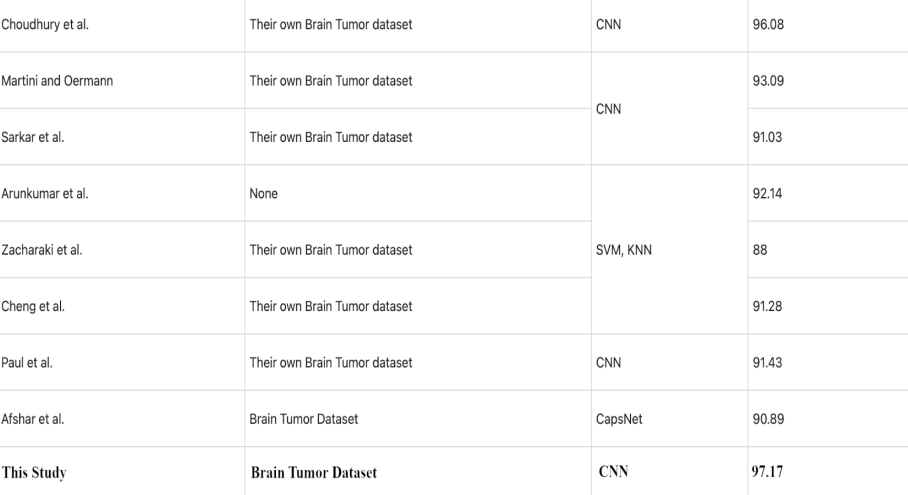 Choudhury et al. Their own Brain Tumor dataset CNN 96.08
Martini and Oermann Their own Brain Tumor dataset CNN 93.09
Sarkar et al. Their own Brain Tumor dataset 91.03
Arunkumar et al. None 92.14
Zacharaki et al. Their own Brain Tumor dataset SVM, KNN 88
Cheng et al. Their own Brain Tumor dataset 91.28
Paul et al. Their own Brain Tumor dataset CNN 91.43
Afshar et al. Brain Tumor Dataset CapsNet 90.89
This Study Brain Tumor Dataset CNN 97.17